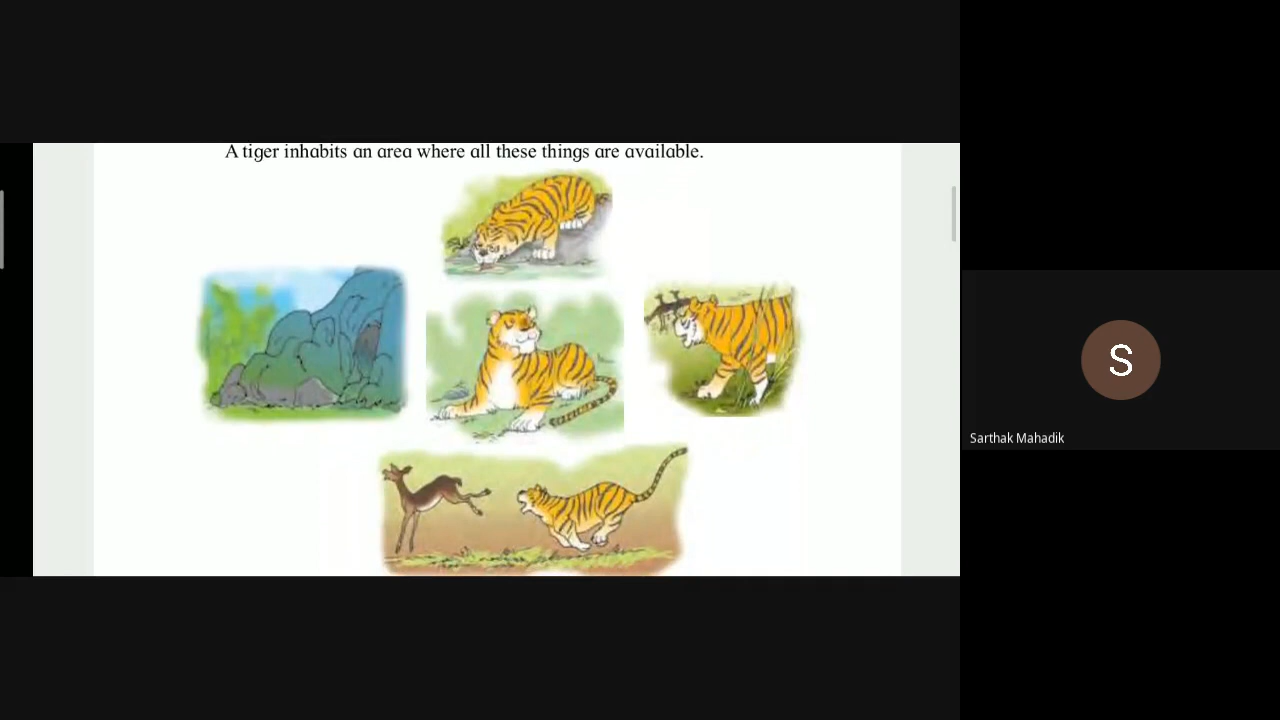 A tiger inhabits an area where all these things are available.
S
Sarthak Mahadik